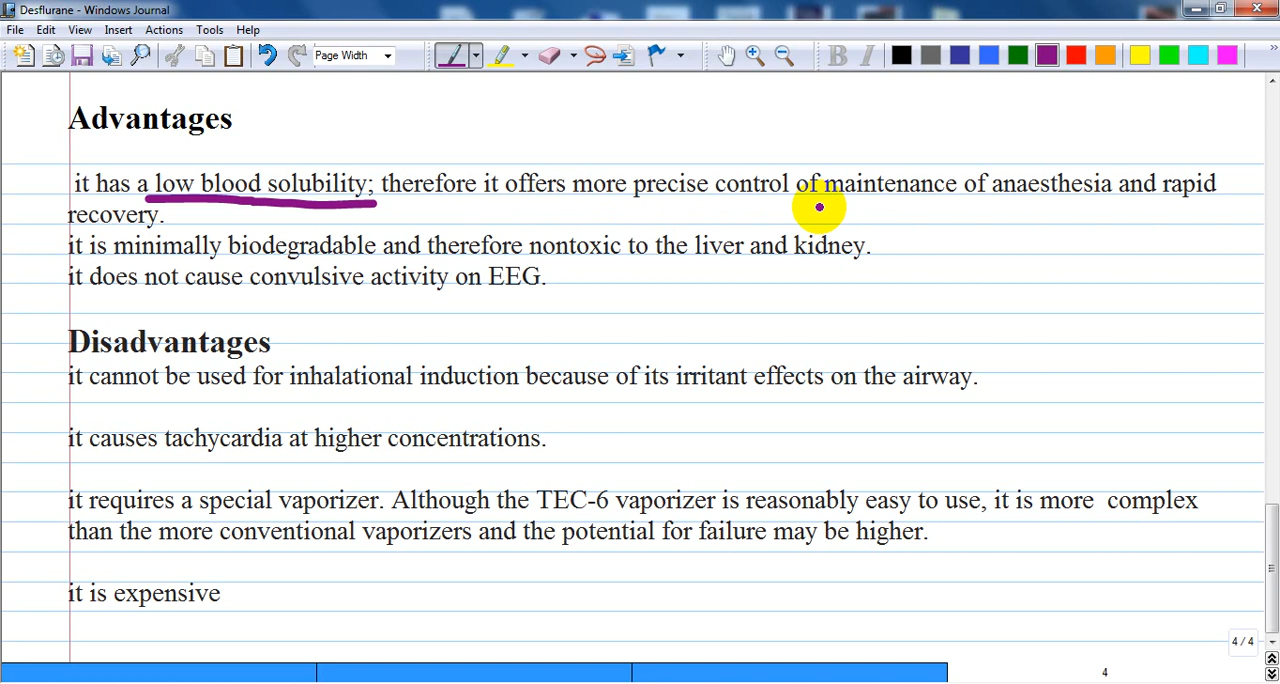 Desflurane - Windows Journal
File Edit View Insert Actions Tools Help
Page Width
Advantages
it has a low blood solubility; therefore it offers more precise control of maintenance of anaesthesia and rapid
recovery.
it is minimally biodegradable and therefore nontoxic to the liver and kidney.
it does not cause convulsive activity on EEG.
Disadvantages
it cannot be used for inhalational induction because of its irritant effects on the airway.
it causes tachycardia at higher concentrations.
it requires a special vaporizer. Although the TEC-6 vaporizer is reasonably easy to use, it is more  complex
than the more conventional vaporizers and the potential for failure may be higher.
it is expensive
4 / 4
4